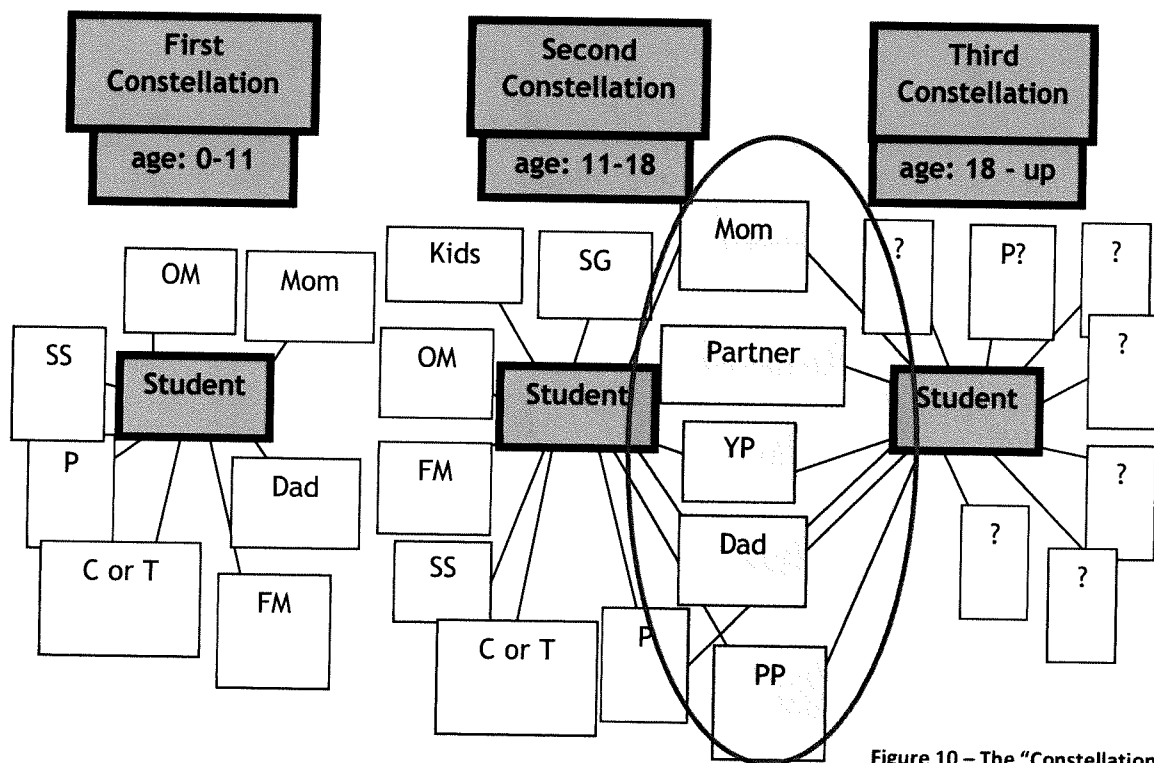 First
Constellation
age: 0-11
Second
Constellation
age: 11-18
Third
Constellation
age: 18 - up
OM
Mom
SS
Student
P
Dad
C or T
FM
Kids
SG
OM
Student
FM
SS
C or T
P
Mom
Partner
YP
Dad
PP
?
P?
?
?
Student
?
?
?
Figure 10 – The "Constellation